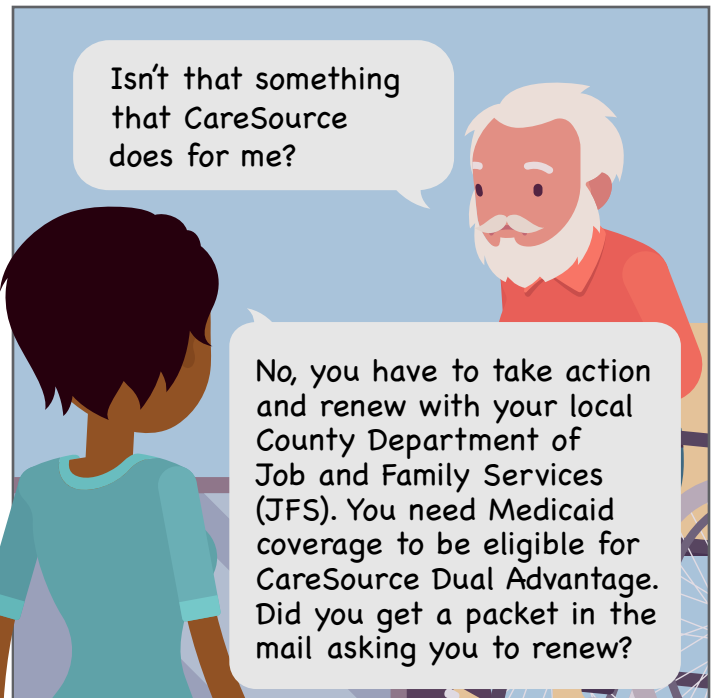 Isn't that something
that CareSource
does for me?
No, you have to take action
and renew with your local
County Department of
Job and Family Services
(JFS). You need Medicaid
coverage to be eligible for
CareSource Dual Advantage.
Did you get a packet in the
mail asking you to renew?